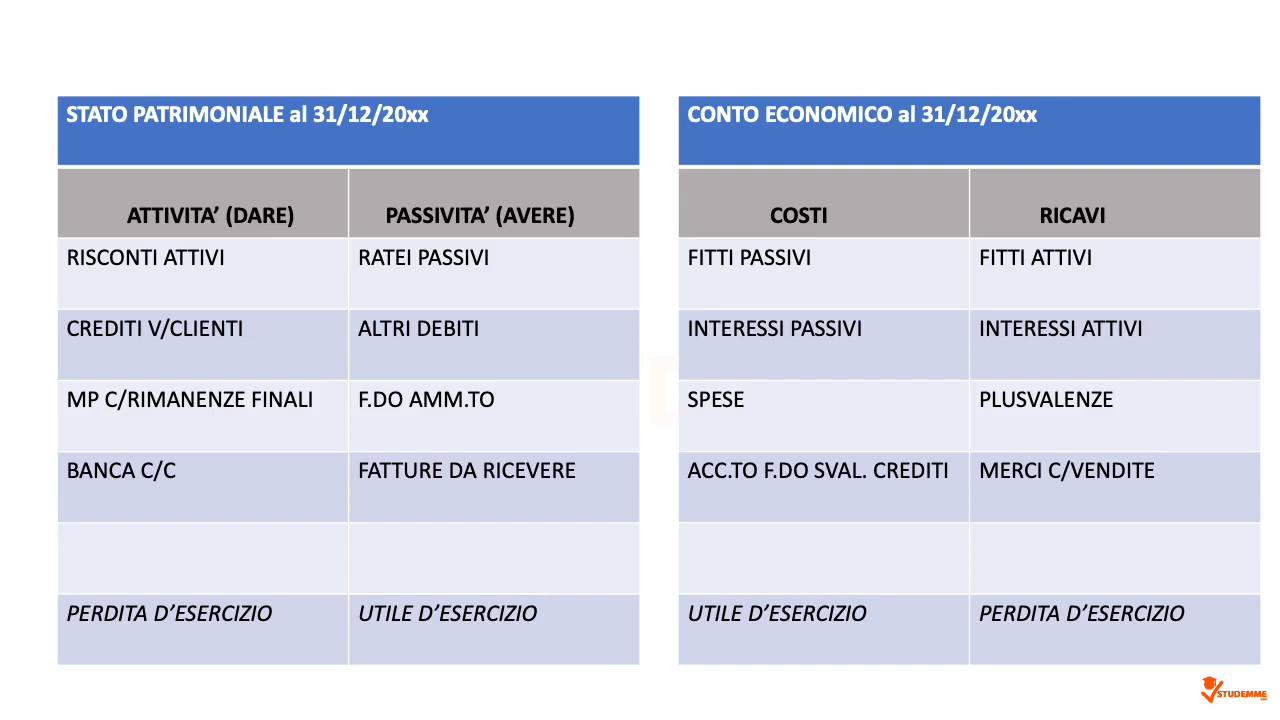 STATO PATRIMONIALE al 31/12/20xx
ATTIVITA’ (DARE) PASSIVITA’ (AVERE)
RISCONTI ATTIVI RATEI PASSIVI
CREDITI V/CLIENTI ALTRI DEBITI
MP C/RIMANENZE FINALI F.DO AMM.TO
BANCA C/C FATTURE DA RICEVERE
PERDITA D’ESERCIZIO UTILE D’ESERCIZIO
CONTO ECONOMICO al 31/12/20xx
COSTI RICAVI
FITTI PASSIVI FITTI ATTIVI
INTERESSI PASSIVI INTERESSI ATTIVI
SPESE PLUSVALENZE
ACC.TO F.DO SVAL. CREDITI MERCI C/VENDITE
UTILE D’ESERCIZIO PERDITA D’ESERCIZIO
STUDEMME